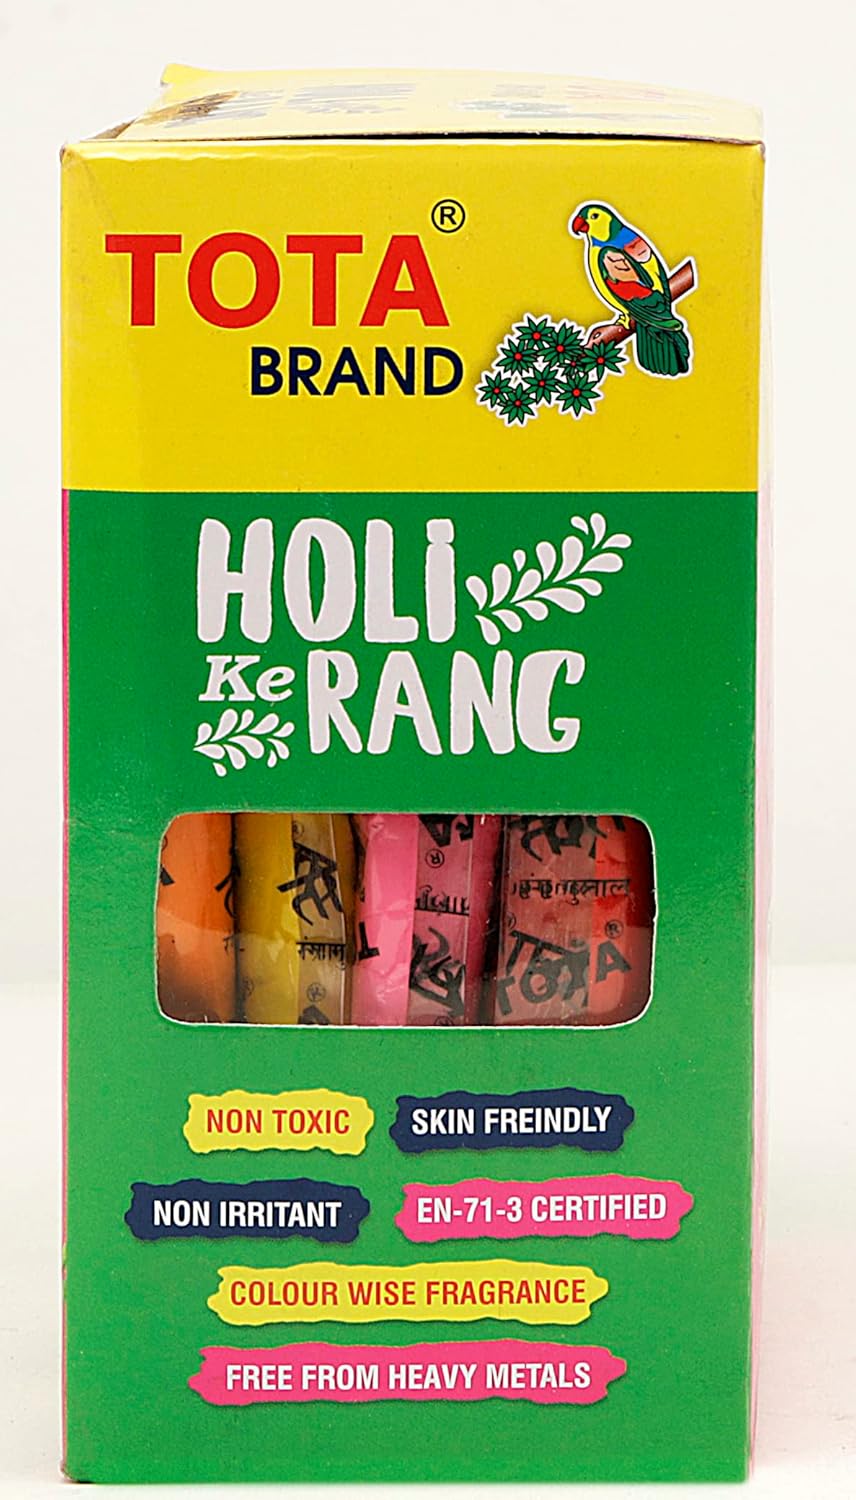 TOTA®
BRAND
HOLI
Ke RANG
TOTA®
NON TOXIC
SKIN FREINDLY
NON IRRITANT
EN-71-3 CERTIFIED
COLOUR WISE FRAGRANCE
FREE FROM HEAVY METALS